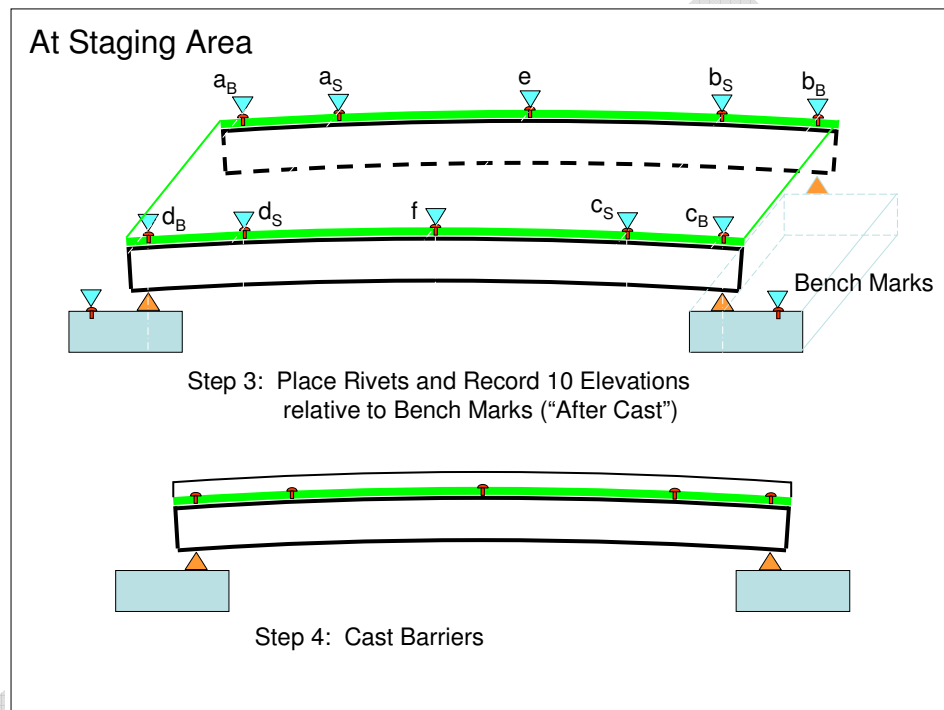 At Staging Area
aB aS e bS bB
dB dS f cS cB
Bench Marks
Step 3: Place Rivets and Record 10 Elevations
relative to Bench Marks (“After Cast”)
Step 4: Cast Barriers